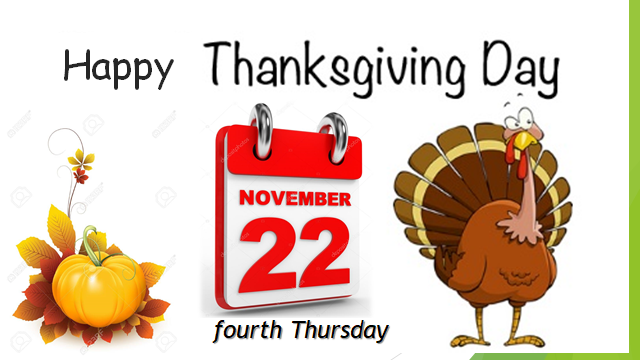 Happy Thanksgiving Day
NOVEMBER
22
fourth Thursday